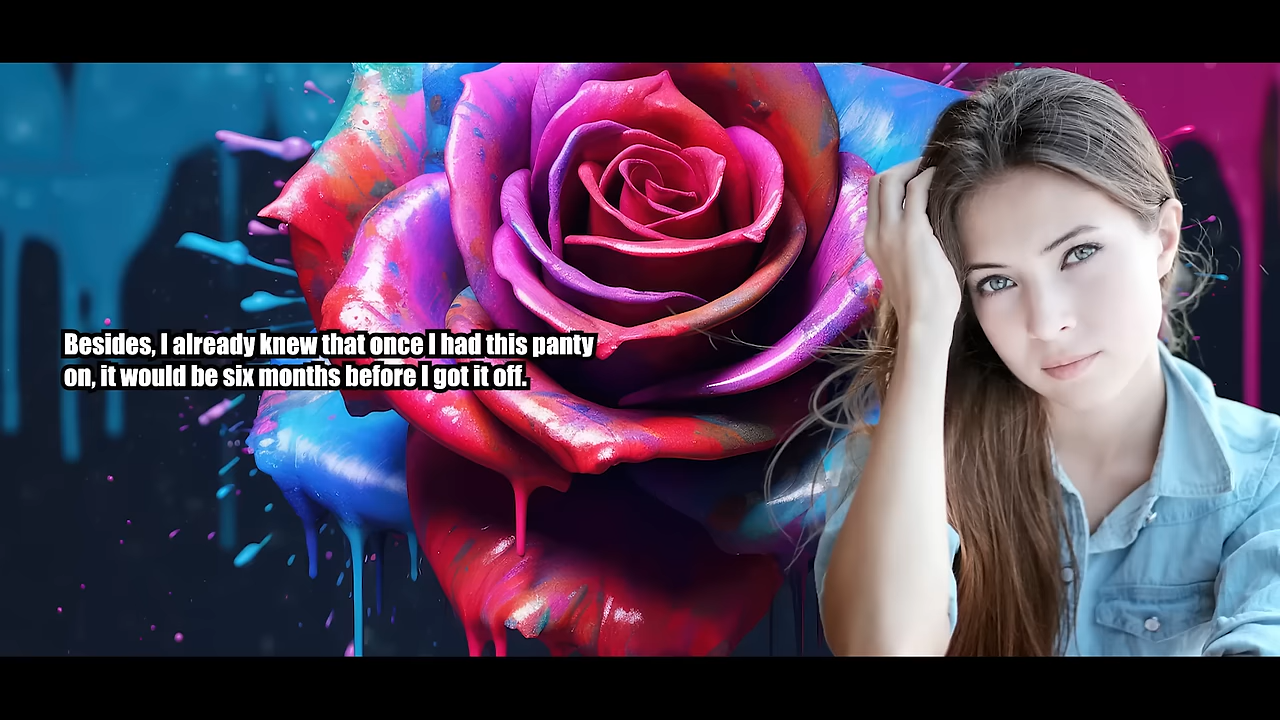 Besides, I already knew that once I had this panty
on, it would be six months before I got it off.